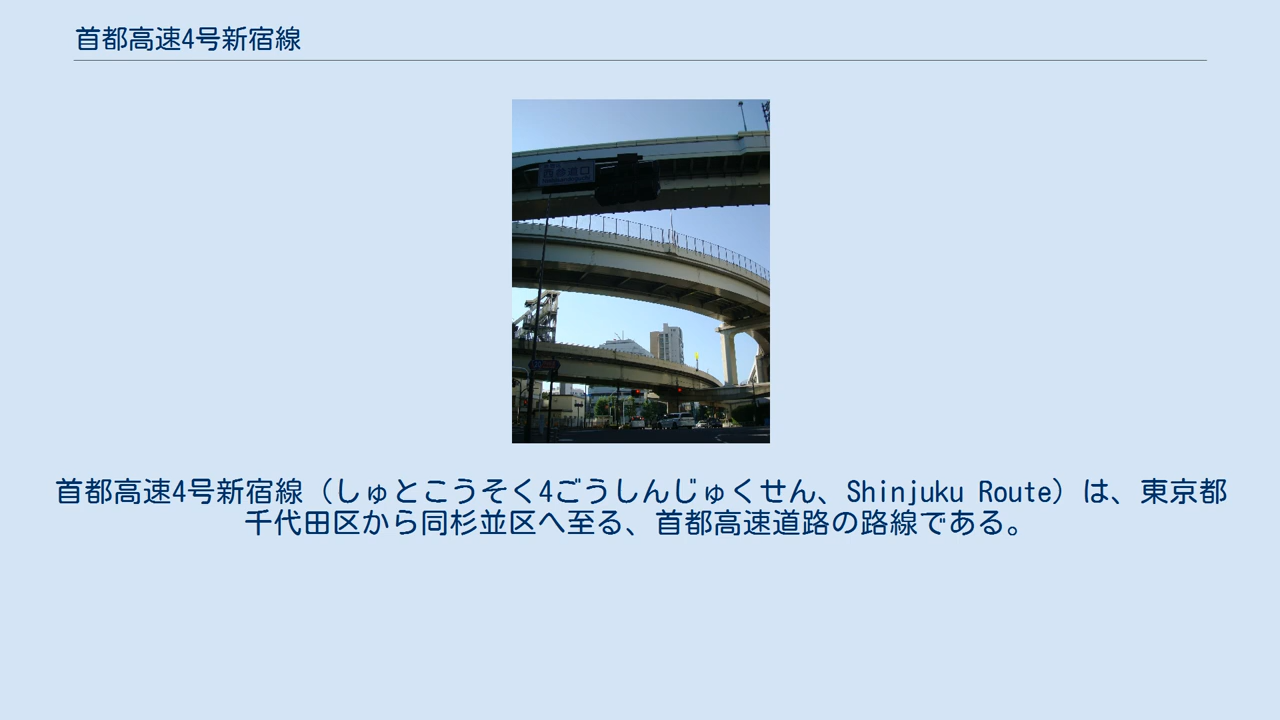 首都高速4号新宿線
首都高速4号新宿線（しゅとこうそく4ごうしんじゅくせん、Shinjuku Route）は、東京都
千代田区から同杉並区へ至る、首都高速道路の路線である。